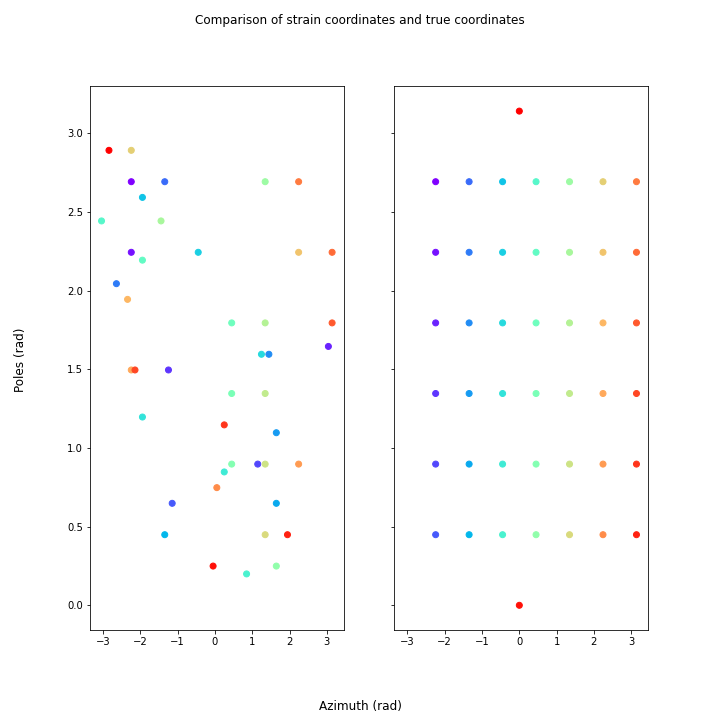 Comparison of strain coordinates and true coordinates
3.0
2.5
2.0
1.5
1.0
0.5
0.0
Poles (rad)
−3 −2 −1 0 1 2 3
−3 −2 −1 0 1 2 3
Azimuth (rad)